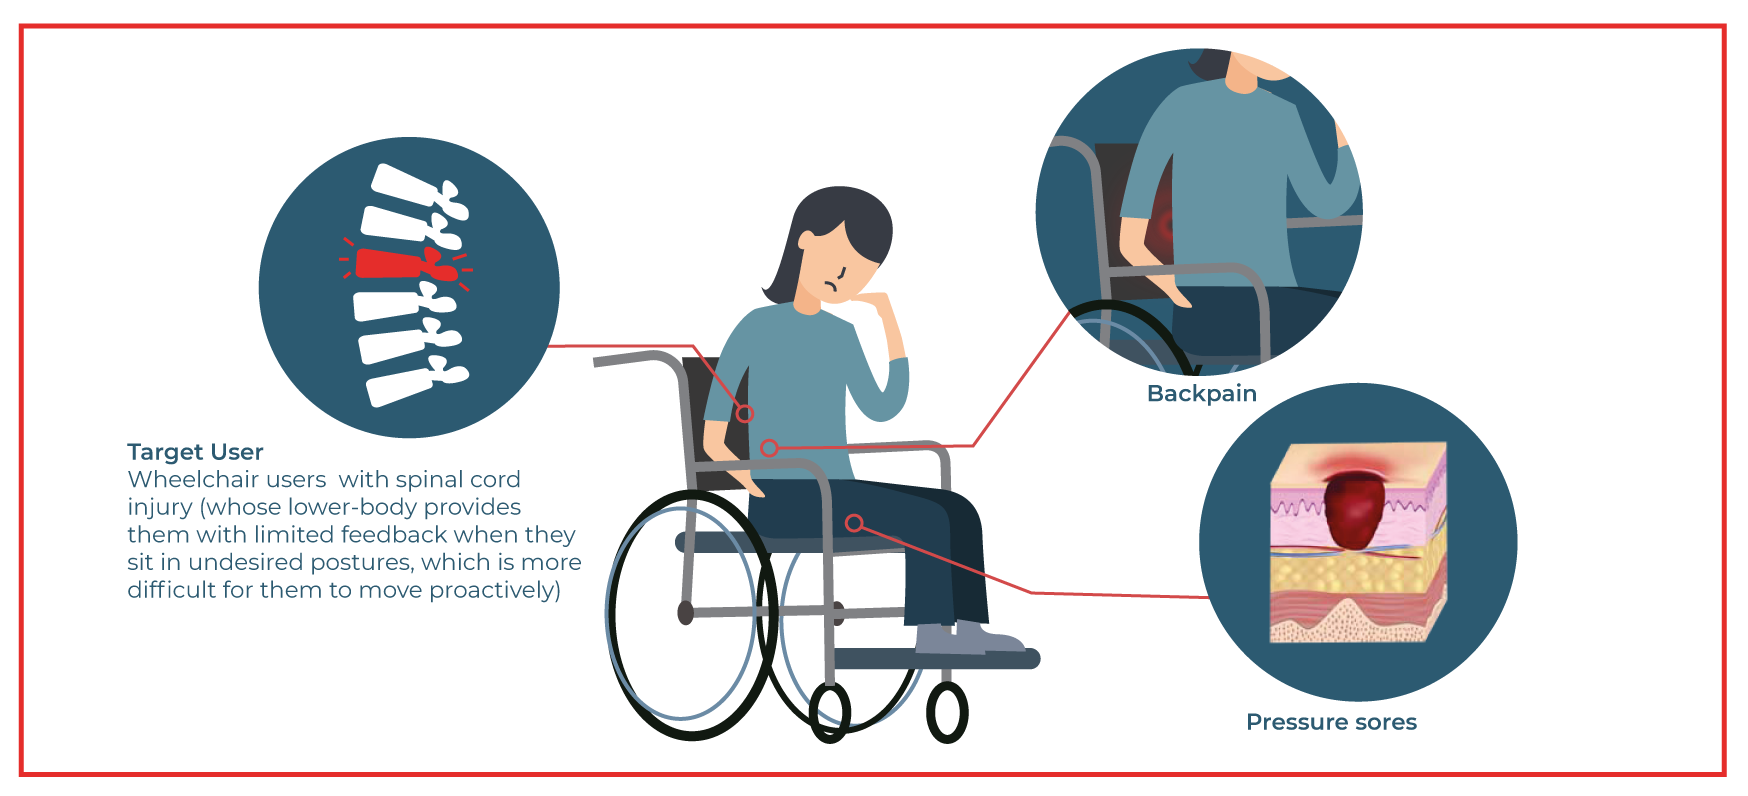 Target User
Wheelchair users  with spinal cord
injury (whose lower-body provides
them with limited feedback when they
sit in undesired postures, which is more
difficult for them to move proactively)
Backpain
Pressure sores